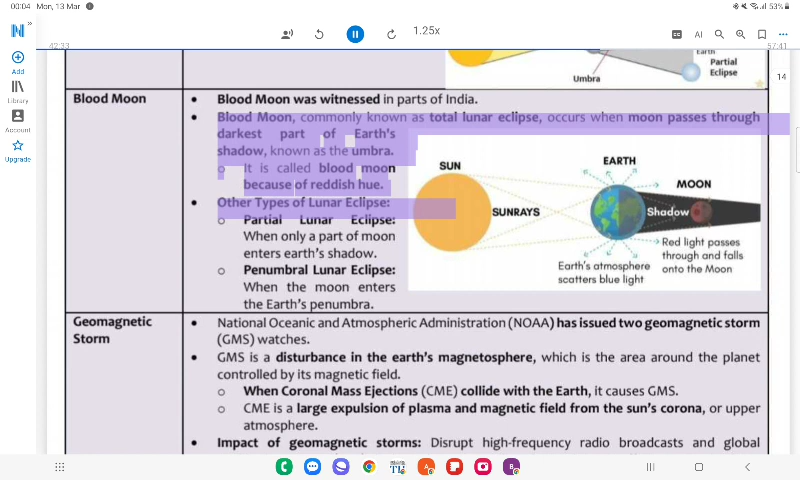 00:04 Mon, 13 Mar
53%
1.25x
AI
42:33
57:41
Add
Library
Account
Upgrade
Earth
Partial
Eclipse
Umbra
14
Blood Moon
• Blood Moon was witnessed in parts of India.
• Blood Moon, commonly known as total lunar eclipse, occurs when moon passes through
darkest part of Earth's
shadow, known as the umbra.
o It is called blood moon
because of reddish hue.
• Other Types of Lunar Eclipse:
o Partial Lunar Eclipse:
When only a part of moon
enters earth's shadow.
o Penumbral Lunar Eclipse:
When the moon enters
the Earth's penumbra.
SUN
EARTH
MOON
SUNRAYS
Shadow
Red light passes
through and falls
onto the Moon
Earth's atmosphere
scatters blue light
Geomagnetic
Storm
• National Oceanic and Atmospheric Administration (NOAA) has issued two geomagnetic storm
(GMS) watches.
• GMS is a disturbance in the earth's magnetosphere, which is the area around the planet
controlled by its magnetic field.
o When Coronal Mass Ejections (CME) collide with the Earth, it causes GMS.
o CME is a large expulsion of plasma and magnetic field from the sun's corona, or upper
atmosphere.
• Impact of geomagnetic storms: Disrupt high-frequency radio broadcasts and global